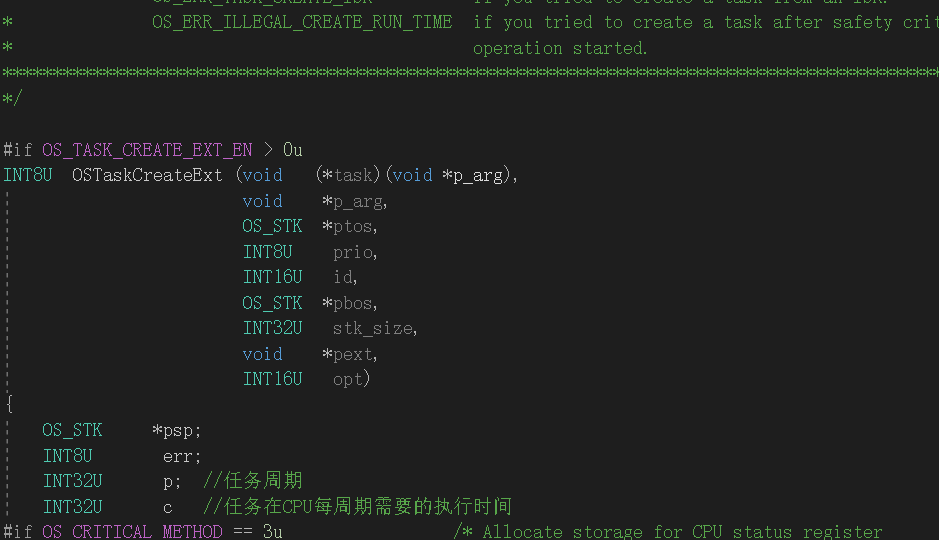 OS_ERR_TASK_CREATE_ISR if you tried to create a task from an ISR.
* OS_ERR_ILLEGAL_CREATE_RUN_TIME if you tried to create a task after safety crit
* operation started.
*********************************************************************************************
*/
#if OS_TASK_CREATE_EXT_EN > 0u
INT8U OSTaskCreateExt (void (*task)(void *p_arg),
void *p_arg,
OS_STK *ptos,
INT8U prio,
INT16U id,
OS_STK *pbos,
INT32U stk_size,
void *pext,
INT16U opt)
{
OS_STK *psp;
INT8U err;
INT32U p; //任务周期
INT32U c //任务在CPU每周期需要的执行时间
#if OS_CRITICAL_METHOD == 3u /* Allocate storage for CPU status register